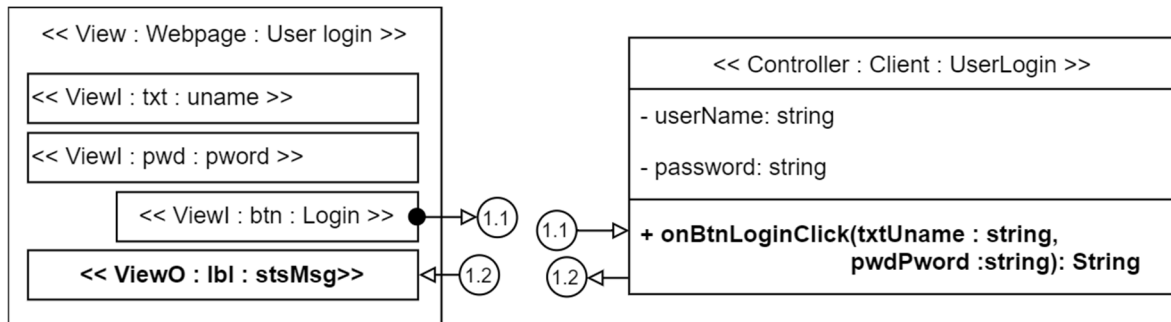 << View : Webpage : User login >>
<< ViewI : txt : uname >>
<< ViewI : pwd : pword >>
<< ViewI : btn : Login >>
1.1
<< ViewO : lbl : stsMsg>>
1.2
<< Controller : Client : UserLogin >>
- userName: string
- password: string
1.1
+ onBtnLoginClick(txtUname : string,
pwdPword :string): String
1.2